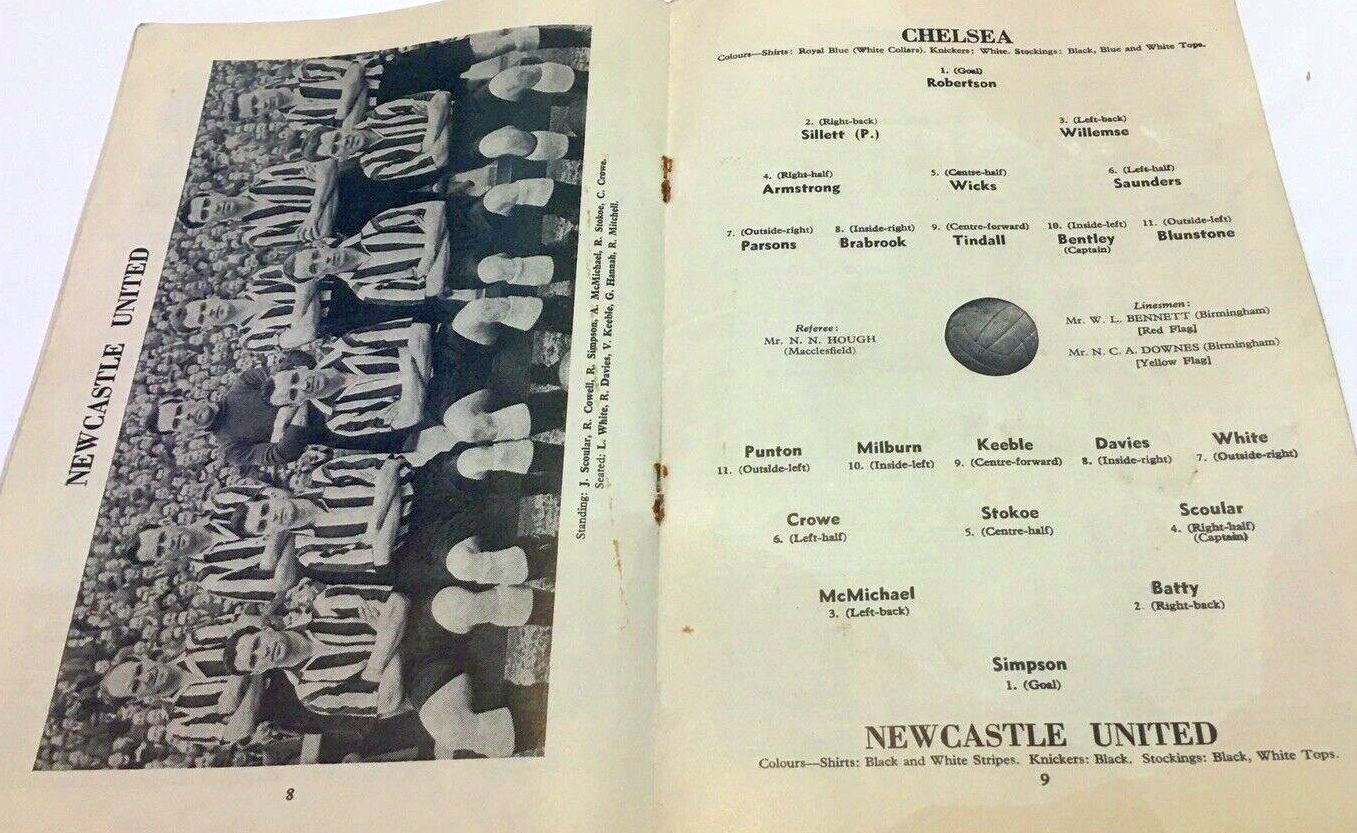 NEWCASTLE UNITED
Standing: J. Scoular, R. Cowell, R. Simpson, A. McMichael, R. Stokoe, C. Crowe.
Seated: L. White, R. Davies, V. Keeble, G. Hannah, R. Mitchell.
8
CHELSEA
Colours—Shirts: Royal Blue (White Collars). Knickers: White. Stockings: Black, Blue and White Tops.
1. (Goal)
Robertson
2. (Right-back) 3. (Left-back)
Sillett (P.) Willemse
4. (Right-half) 5. (Centre-half) 6. (Left-half)
Armstrong Wicks Saunders
7. (Outside-right) 8. (Inside-right) 9. (Centre-forward) 10. (Inside-left) 11. (Outside-left)
Parsons Brabrook Tindall Bentley Blunstone
(Captain)
Referee:
Mr. N. N. HOUGH
(Macclesfield)
Linesmen:
Mr. W. L. BENNETT (Birmingham)
[Red Flag]
Mr. N. C. A. DOWNES (Birmingham)
[Yellow Flag]
Punton Milburn Keeble Davies White
11. (Outside-left) 10. (Inside-left) 9. (Centre-forward) 8. (Inside-right) 7. (Outside-right)
Crowe Stokoe Scoular
6. (Left-half) 5. (Centre-half) 4. (Right-half)
(Captain)
McMichael Batty
3. (Left-back) 2. (Right-back)
Simpson
1. (Goal)
NEWCASTLE UNITED
Colours—Shirts: Black and White Stripes. Knickers: Black. Stockings: Black, White Tops.
9